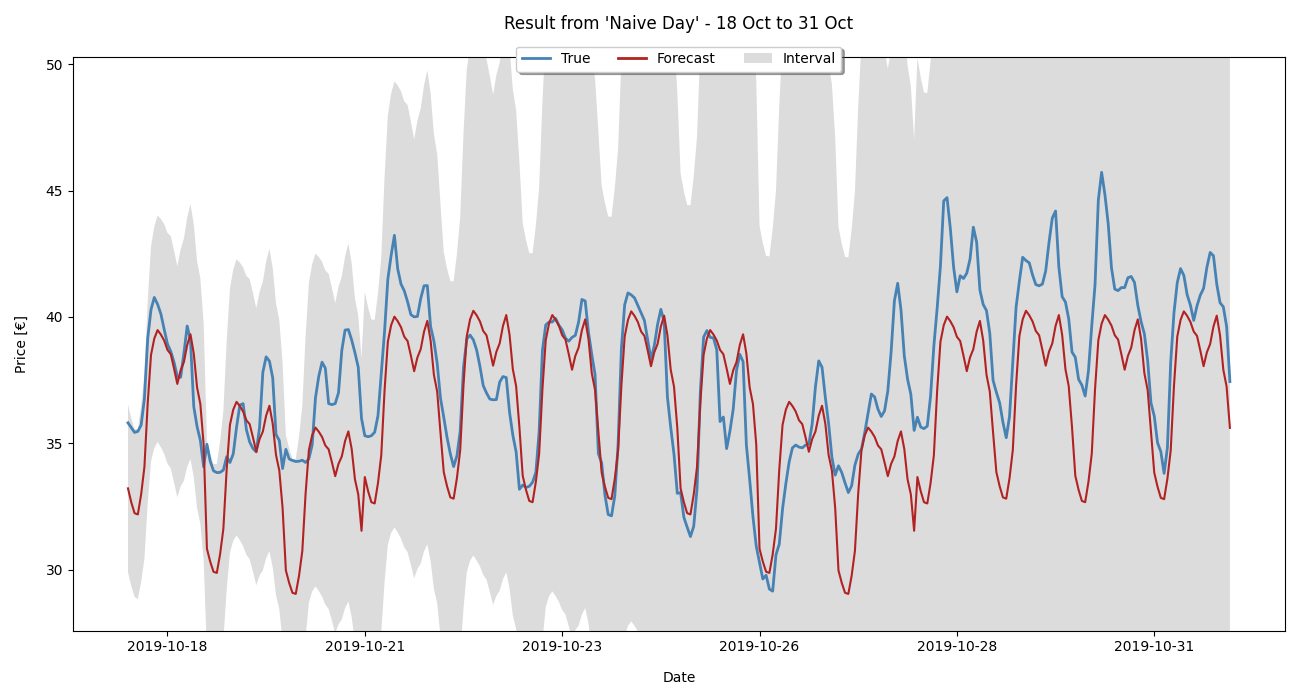 Result from 'Naive Day' - 18 Oct to 31 Oct
True Forecast Interval
50
45
40
35
30
Price [€]
2019-10-18 2019-10-21 2019-10-23 2019-10-26 2019-10-28 2019-10-31
Date